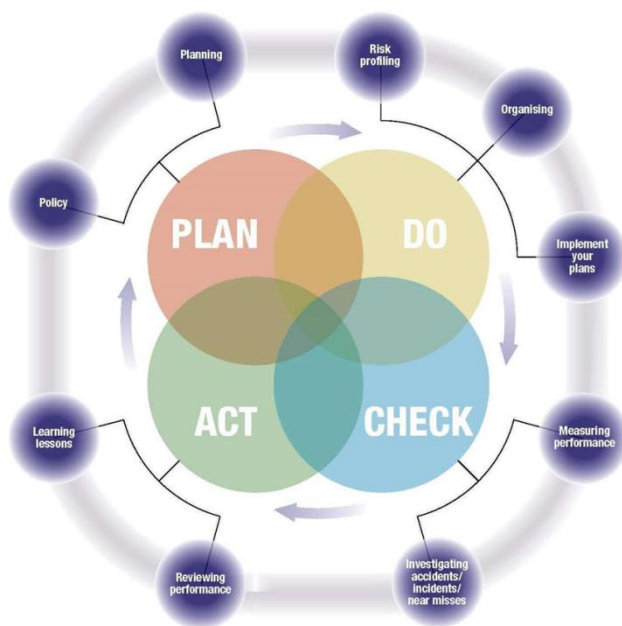 Planning
Risk
profiling
Organising
Policy
PLAN
DO
Implement
your
plans
ACT
CHECK
Learning
lessons
Measuring
performance
Reviewing
performance
Investigating
accidents/
incidents/
near misses